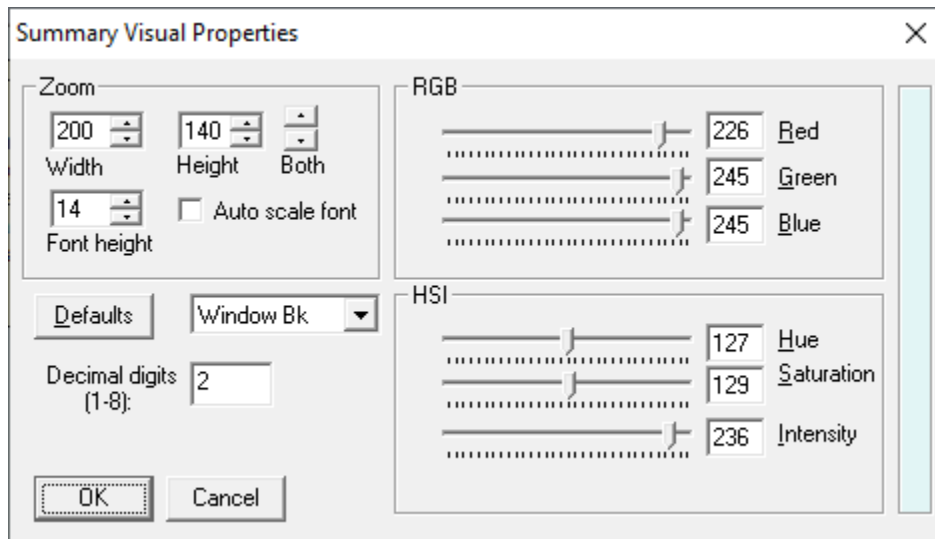 Summary Visual Properties
Zoom
200 140
Width Height Both
14 Auto scale font
Font height
Defaults Window Bk
Decimal digits 2
(1-8):
OK Cancel
RGB
226 Red
245 Green
245 Blue
HSI
127 Hue
129 Saturation
236 Intensity